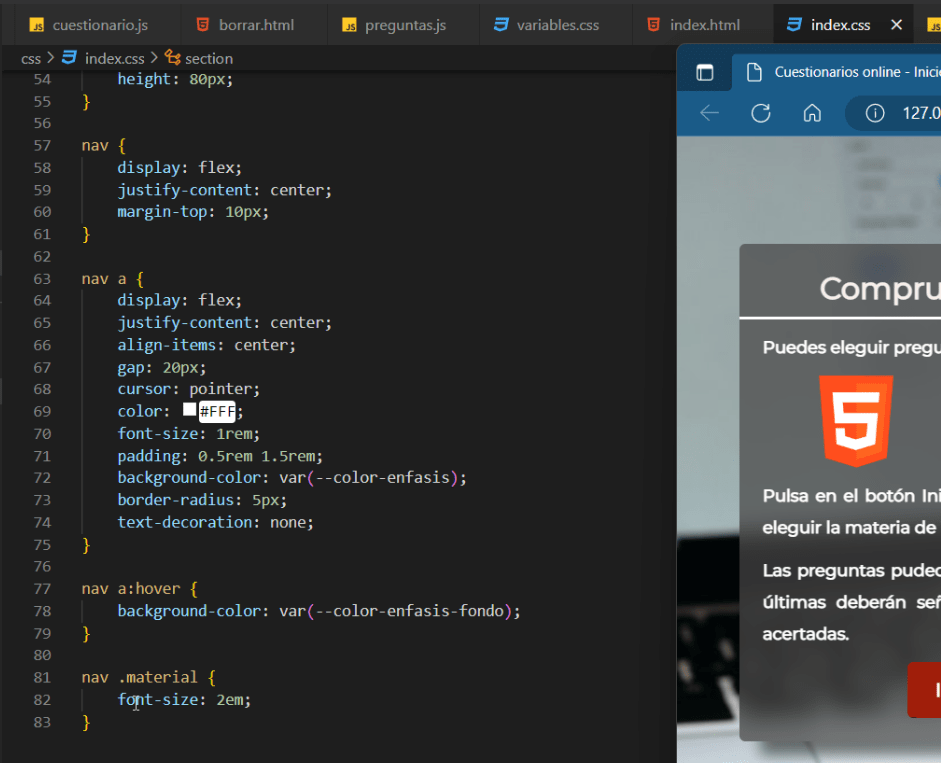 cuestionario.js borrar.html preguntas.js variables.css index.html index.css
css > index.css > section
54 height: 80px;
55 }
56
57 nav {
58 display: flex;
59 justify-content: center;
60 margin-top: 10px;
61 }
62
63 nav a {
64 display: flex;
65 justify-content: center;
66 align-items: center;
67 gap: 20px;
68 cursor: pointer;
69 color: #FFF;
70 font-size: 1rem;
71 padding: 0.5rem 1.5rem;
72 background-color: var(--color-enfasis);
73 border-radius: 5px;
74 text-decoration: none;
75 }
76
77 nav a:hover {
78 background-color: var(--color-enfasis-fondo);
79 }
80
81 nav .material {
82 font-size: 2em;
83 }
Cuestionarios online - Inici
127.0
Compru
Puedes eleguir pregu
Pulsa en el botón Ini
eleguir la materia de
Las preguntas puded
últimas deberán señ
acertadas.
I